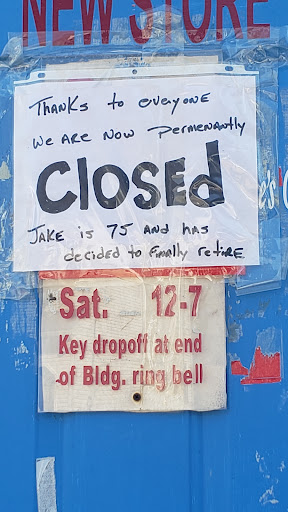 NEW STORE
Thanks to everyone
We are now permenantly
CLOSEd
Jake is 75 and has
decided to finally retire
Sat. 12-7
Key dropoff at end
of Bldg. ring bell